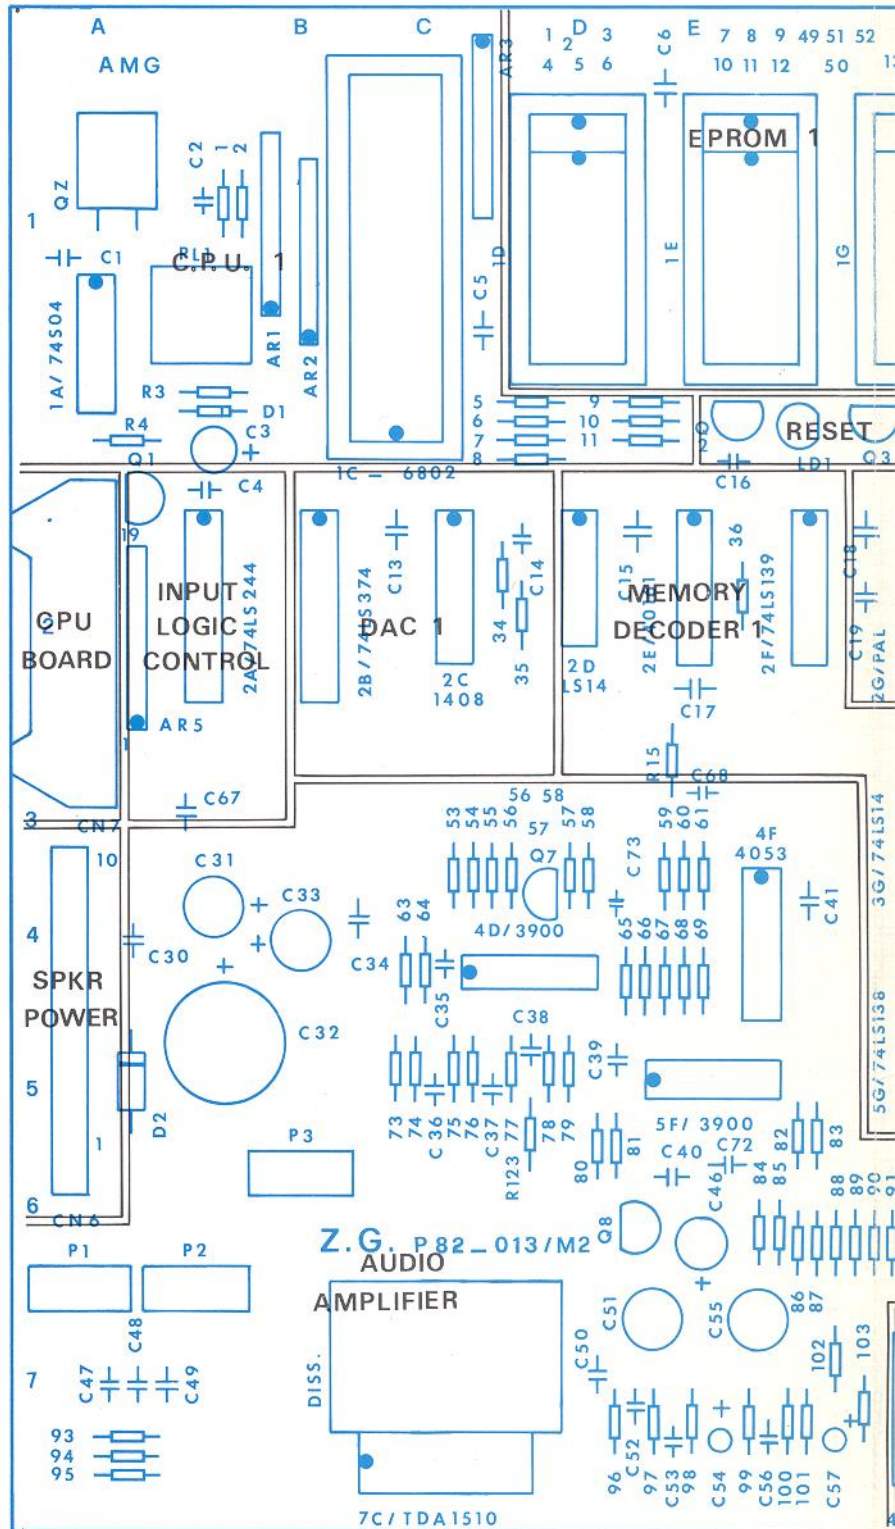 A
B
C
D
E
AMG
1 2 3
4 5 6
C6
7 8 9 49 51 52
10 11 12 50
AR3
EPROM 1
QZ
C2
1
2
1
C1
RL1
C.P.U. 1
1A/ 74S04
AR1
AR2
C5
1D
1E
1G
R3
D1
R4
C3
Q1
C4
1C - 6802
5
6
7
8
9
10
11
RESET
LD1
Q3
C16
2
CPU
BOARD
19
INPUT
LOGIC
CONTROL
2A/74LS244
AR5
1
C67
DAC 1
2B/74LS374
C13
2C
1408
34
35
C14
2D
LS14
C15
MEMORY
DECODER 1
36
2F/74LS139
C17
R15
C68
C18
C19
2G/PAL
3
CN7
10
4
SPKR
POWER
5
1
6
CN6
C31
C33
C30
C34
C32
D2
P3
53
54
55
56
56 58
57
57
58
Q7
C73
59
60
61
4F
4053
C41
3G/74LS14
63
64
C35
4D/3900
65
66
67
68
69
5G/74LS138
C38
C39
73
74
C36
75
76
C37
77
R123
78
79
80
81
5F/ 3900
C40
C72
82
83
C46
84
85
88
89
90
91
Z.G. P82_013/M2
Q8
AUDIO
AMPLIFIER
P1
P2
C48
C47
C49
7
93
94
95
DISS.
C51
C55
C50
86
87
102
103
96
C52
97
C53
98
C54
99
C56
100
101
C57
7C/TDA1510